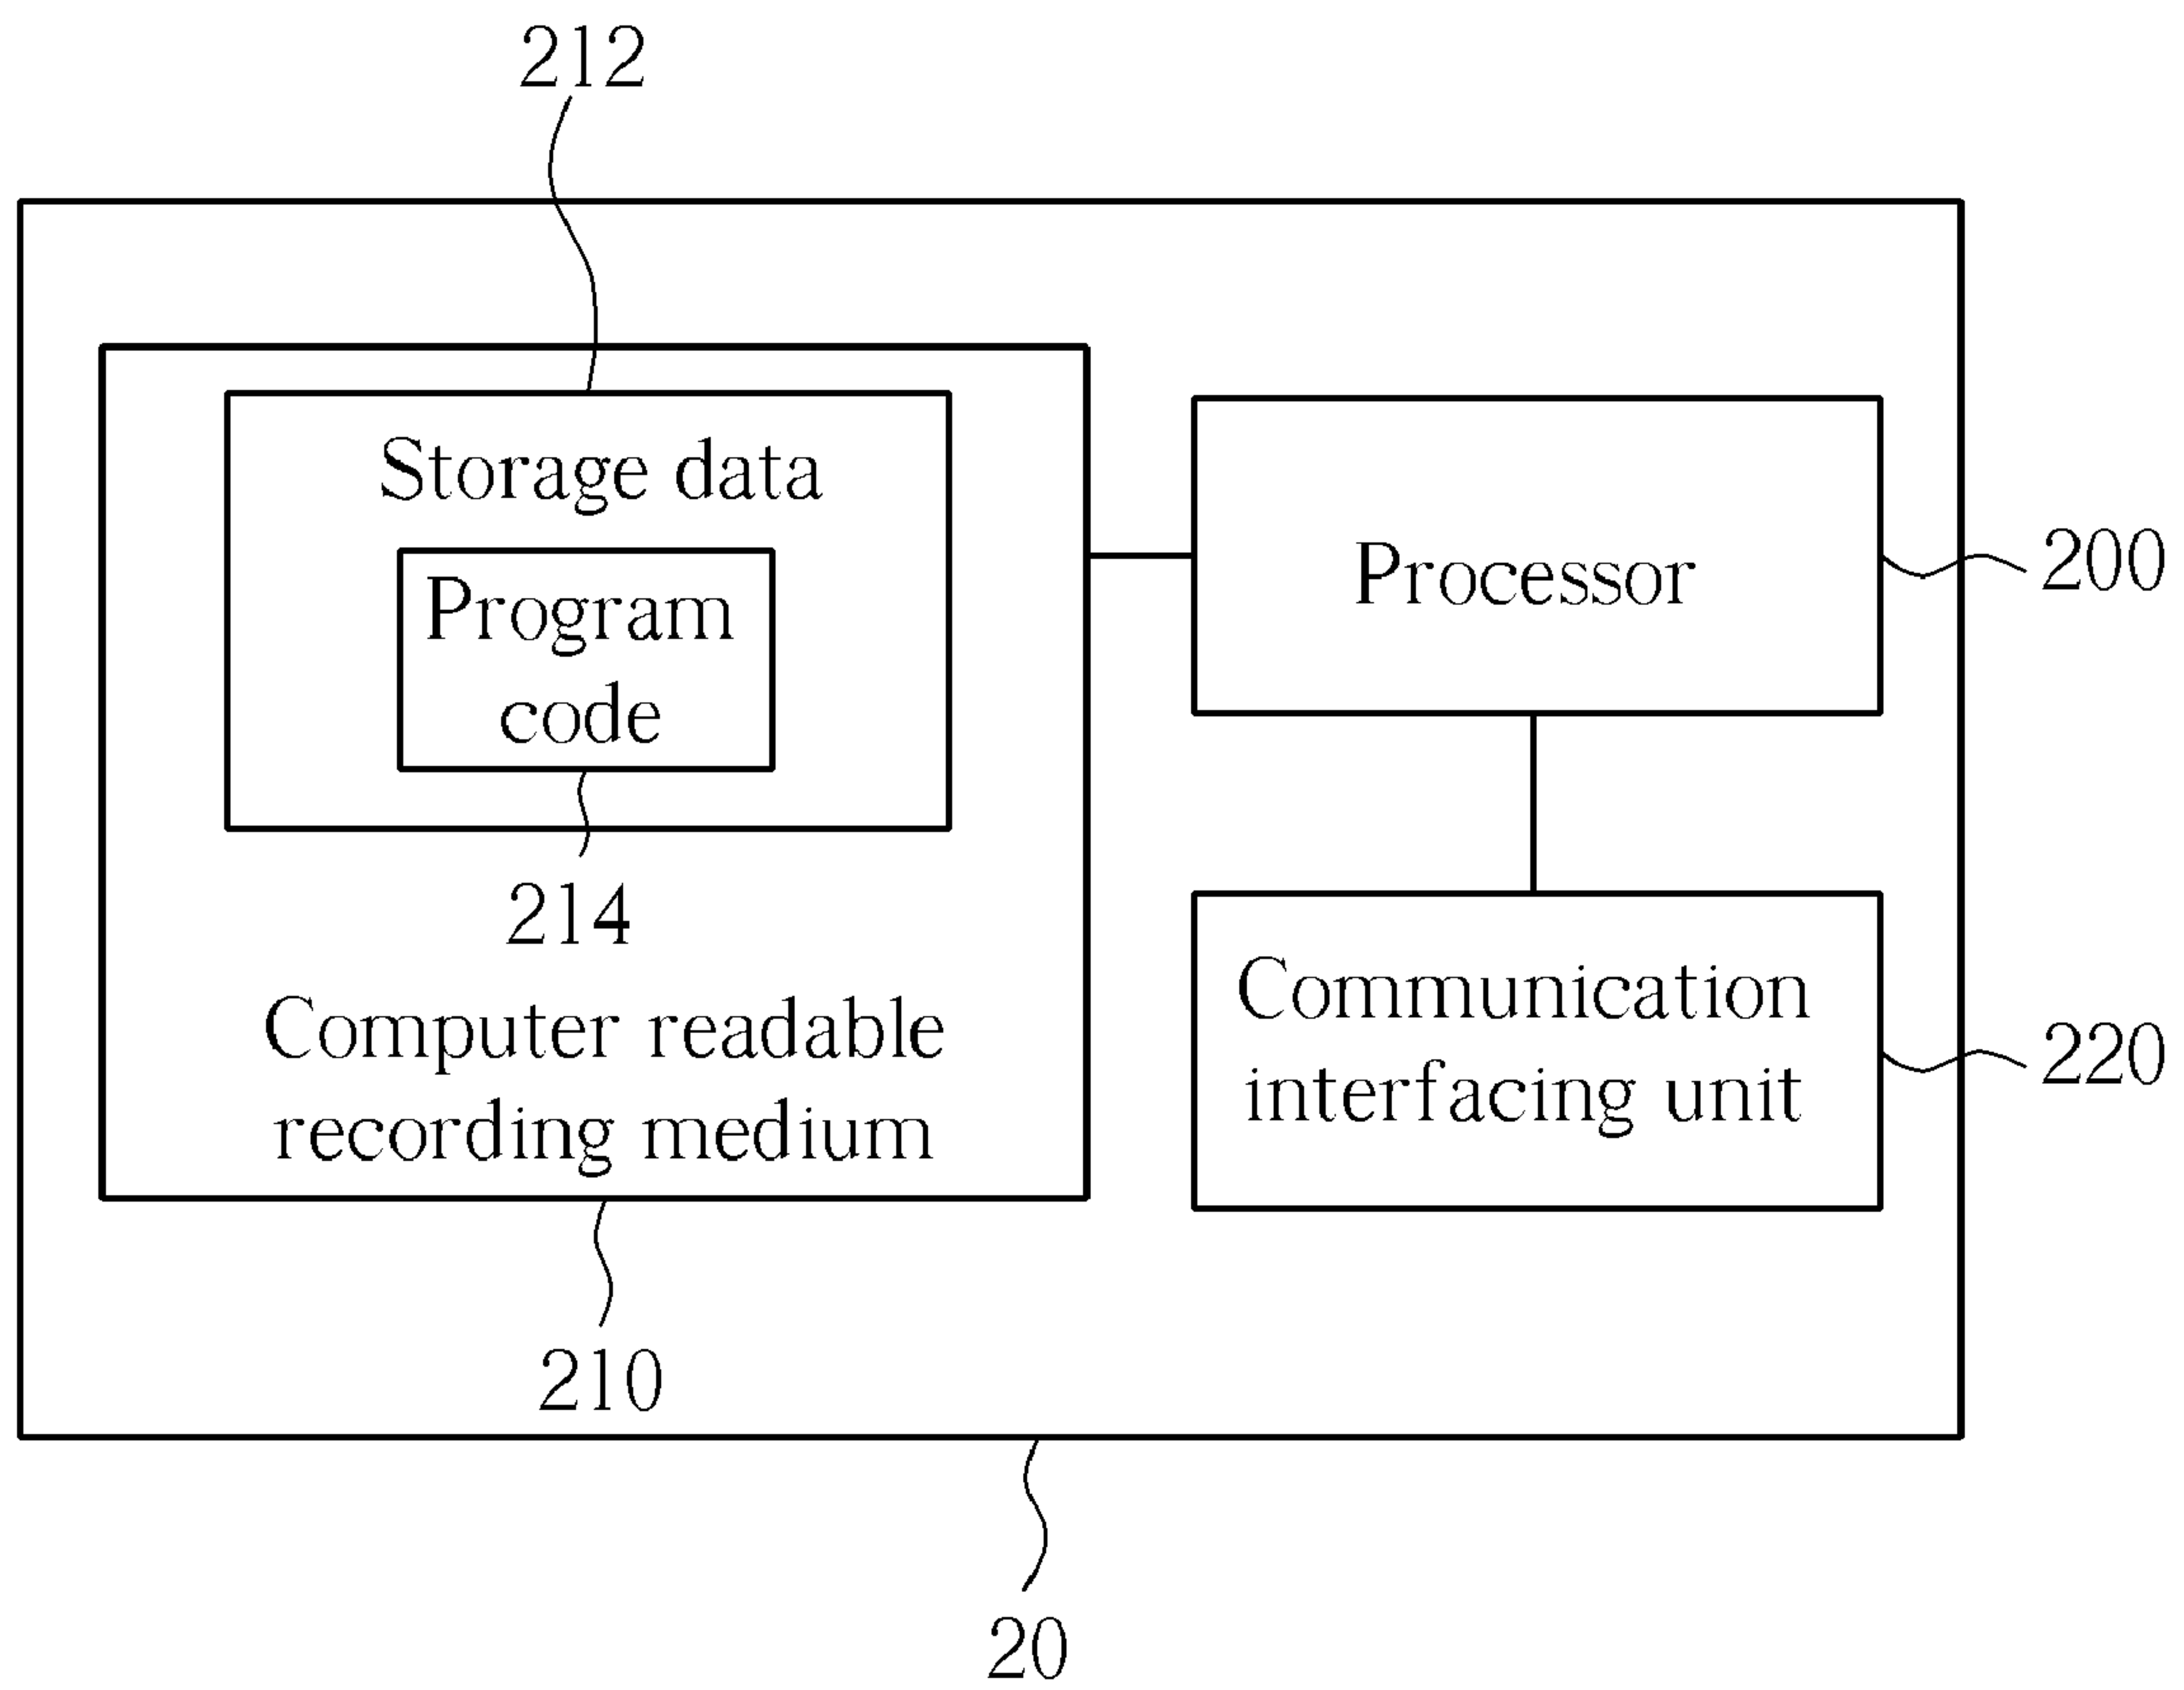 212
Storage data
Program
code
214
Computer readable
recording medium
210
Processor
200
Communication
interfacing unit
220
20